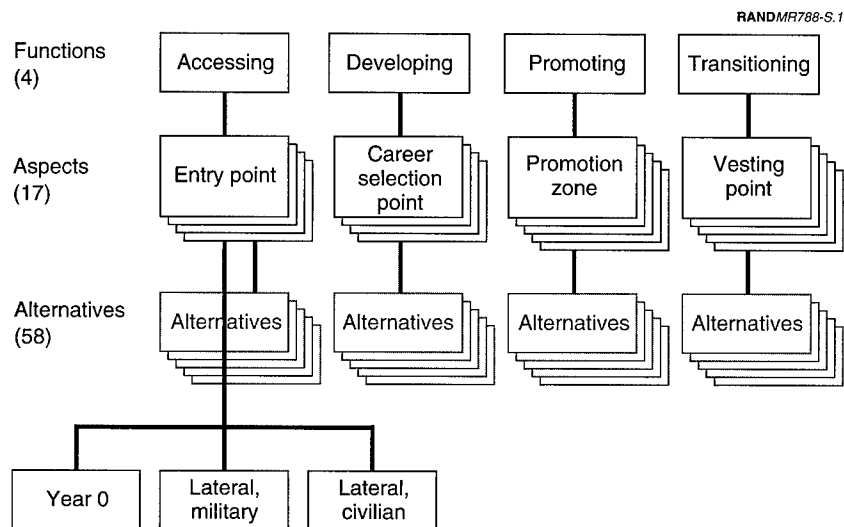 RANDMR788-S.1
Functions
(4)
Accessing
Developing
Promoting
Transitioning
Aspects
(17)
Entry point
Career
selection
point
Promotion
zone
Vesting
point
Alternatives
(58)
Alternatives
Alternatives
Alternatives
Alternatives
Year 0
Lateral,
military
Lateral,
civilian